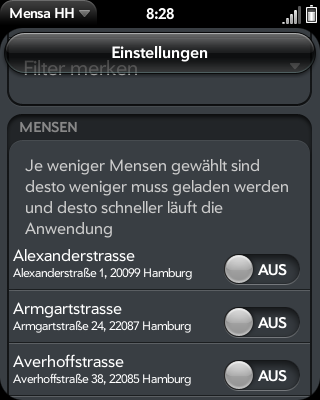 Mensa HH 8:28
Einstellungen
Filter merken
MENSEN
Je weniger Mensen gewählt sind
desto weniger muss geladen werden
und desto schneller läuft die
Anwendung
Alexanderstrasse
Alexanderstraße 1, 20099 Hamburg
AUS
Armgartstrasse
Armgartstraße 24, 22087 Hamburg
AUS
Averhoffstrasse
Averhoffstraße 38, 22085 Hamburg
AUS